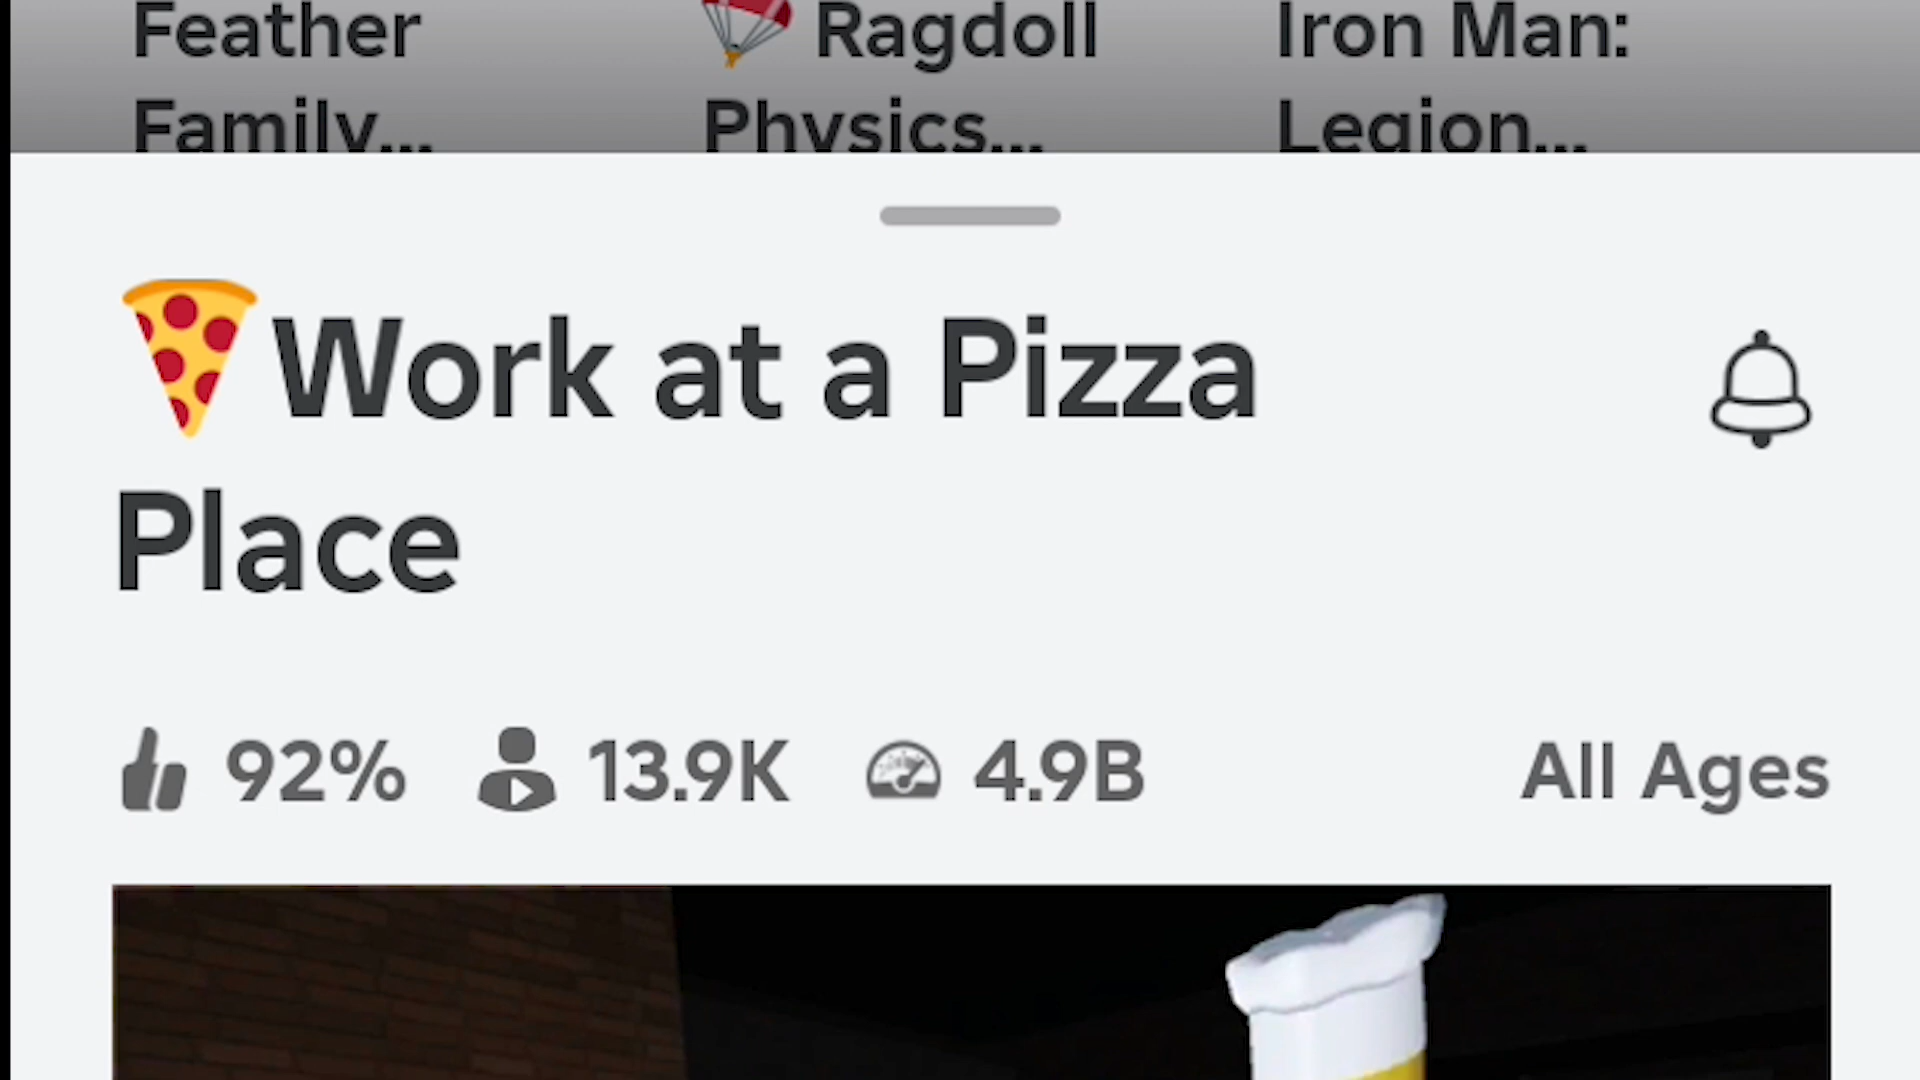 Feather
Family...
🪂 Ragdoll
Physics...
Iron Man:
Legion...
🍕Work at a Pizza
Place
92% 13.9K 4.9B All Ages